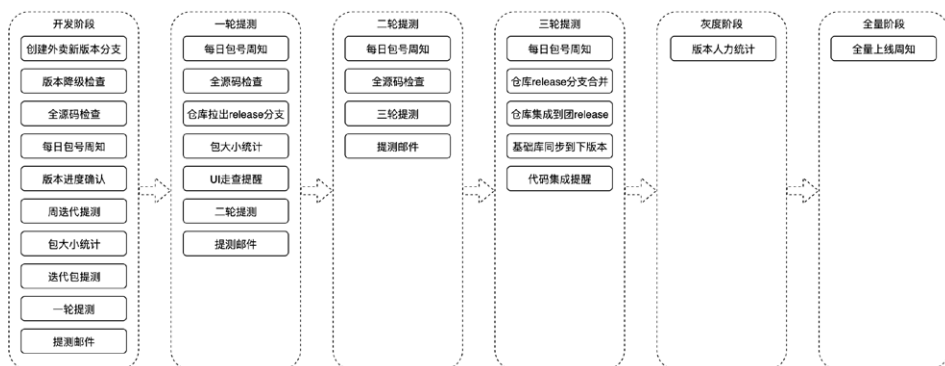 开发阶段
创建外卖新版本分支
版本降级检查
全源码检查
每日包号周知
版本进度确认
周迭代提测
包大小统计
迭代包提测
一轮提测
提测邮件
一轮提测
每日包号周知
全源码检查
仓库拉出release分支
包大小统计
UI走查提醒
二轮提测
提测邮件
二轮提测
每日包号周知
全源码检查
三轮提测
提测邮件
三轮提测
每日包号周知
仓库release分支合并
仓库集成到团release
基础库同步到下版本
代码集成提醒
灰度阶段
版本人力统计
全量阶段
全量上线周知